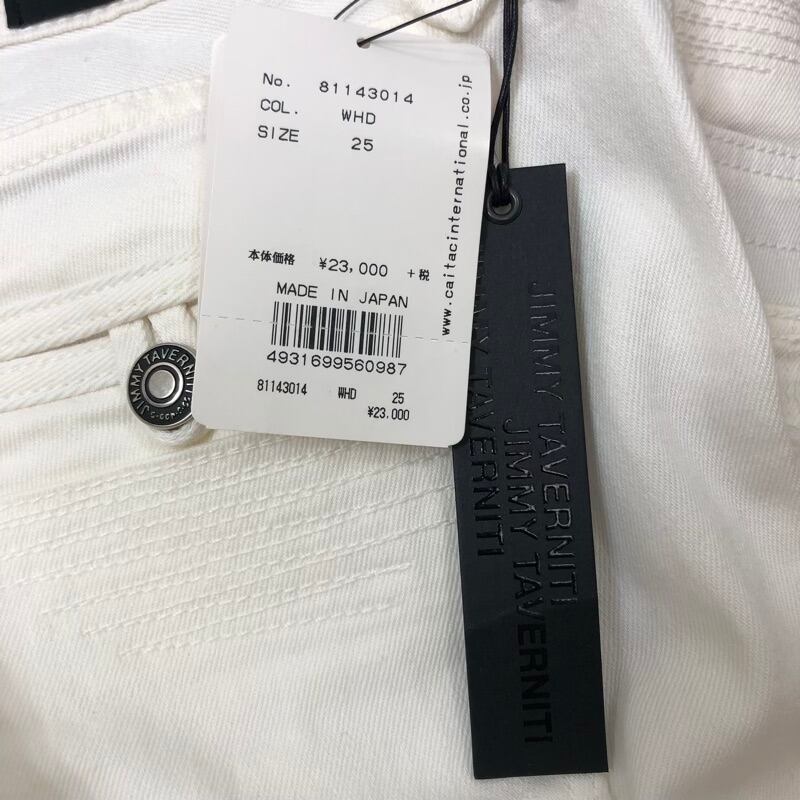 No. 81143014
COL. WHD
SIZE 25
本体価格 ¥23,000 +税
MADE IN JAPAN
4931699560987
81143014 WHD 25
¥23,000
www.caitacinternational.co.jp
JIMMY TAVERNITI
JIMMY TAVERNITI
JIMMY TAVERNITI
JIMMY TAVERNITI